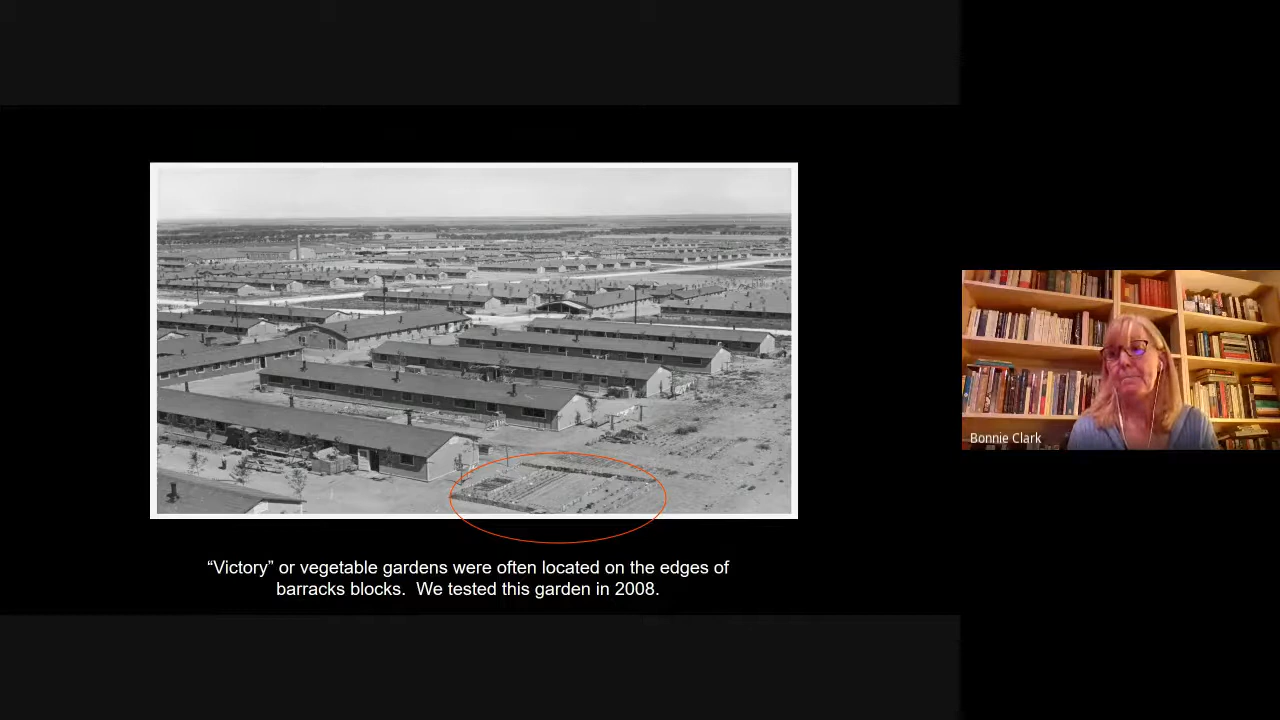 “Victory” or vegetable gardens were often located on the edges of
barracks blocks.  We tested this garden in 2008.
Bonnie Clark